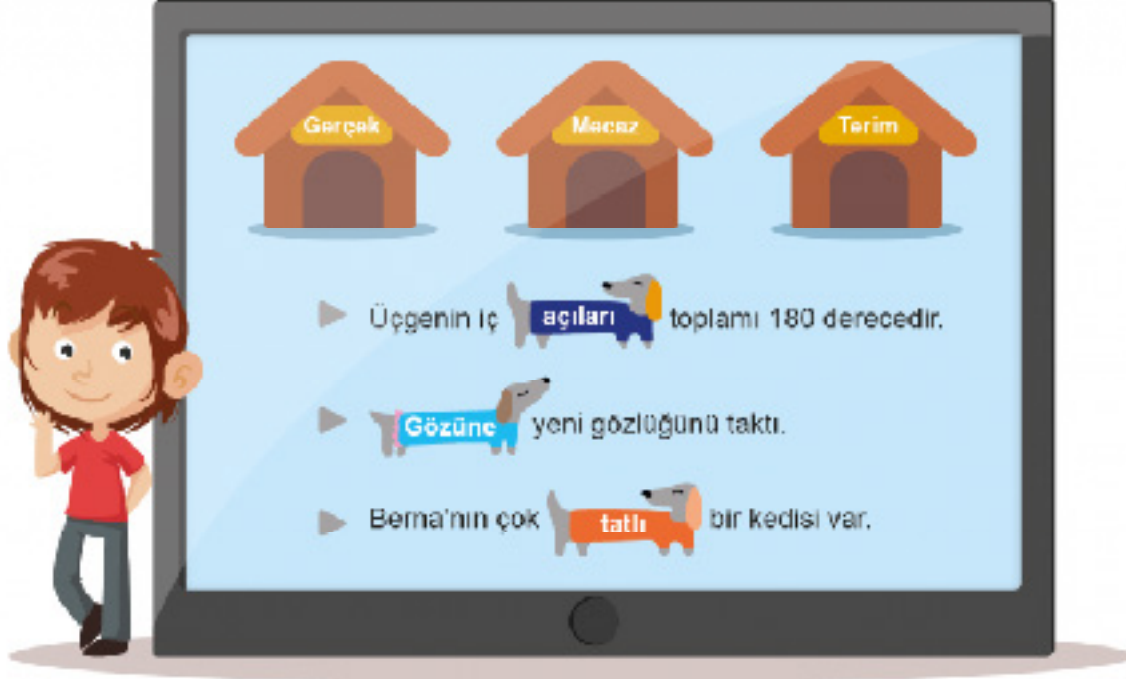 Gerçek
Mecaz
Terim
Üçgenin iç açıları toplamı 180 derecedir.
Gözüne yeni gözlüğünü taktı.
Berna'nın çok tatlı bir kedisi var.